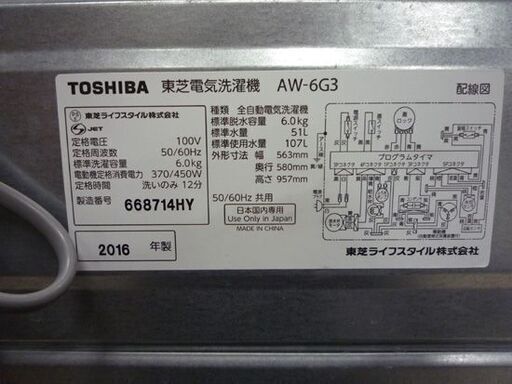 TOSHIBA 東芝電気洗濯機 AW-6G3 配線図
東芝ライフスタイル株式会社
JET
定格電圧 100V
定格周波数 50/60Hz
標準洗濯容量 6.0kg
電動機定格消費電力 370/450W
定格時間 洗いのみ 12分
製造番号 668714HY
2016 年製
種類 全自動電気洗濯機
標準脱水容量 6.0kg
標準水量 51L
標準使用水量 107L
外形寸法 幅 563mm
奥行 580mm
高さ 957mm
50/60Hz 共用
日本国内専用
Use Only in Japan
MADE IN CHINA
ロック
プログラムタイマ
東芝ライフスタイル株式会社